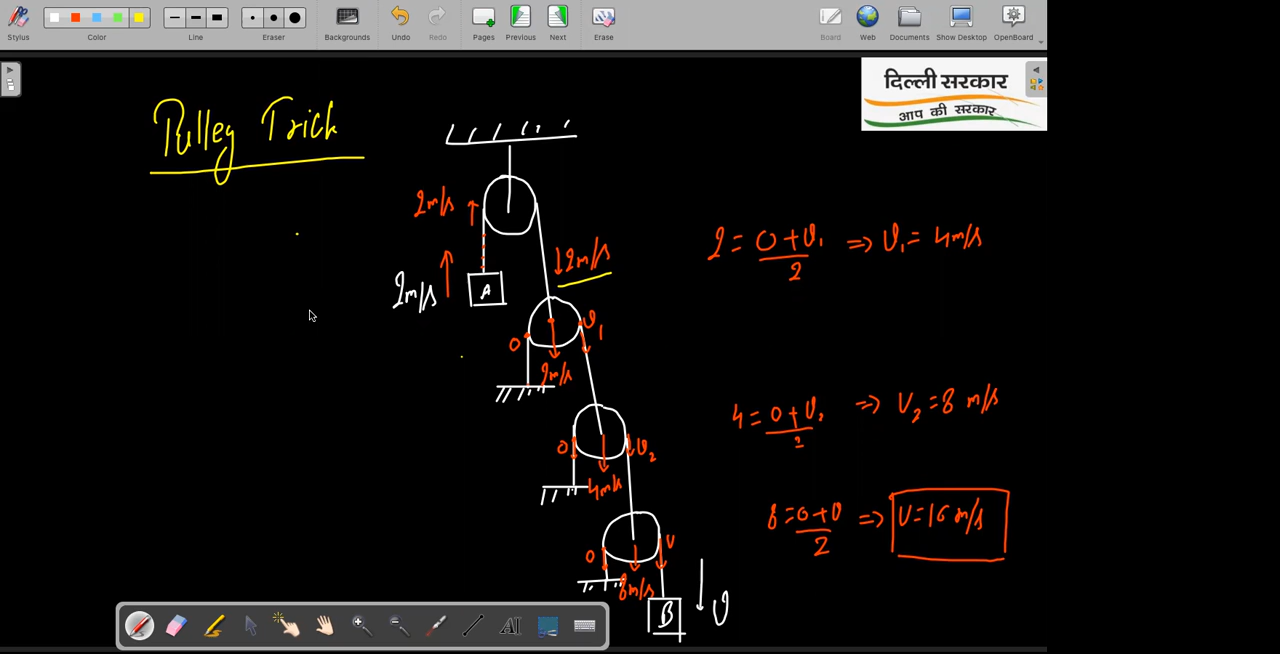 Stylus Color Line Eraser Backgrounds Undo Redo Pages Previous Next Erase Board Web Documents Show Desktop OpenBoard
दिल्ली सरकार
आप की सरकार
Pulley Trick
2m/s
2m/s
A
↓2m/s
2 = 0+v₁/2 => v₁ = 4m/s
0
v₁
2m/s
4 = 0+v₂/2 => v₂ = 8 m/s
0
v₂
4m/s
8 = 0+v/2 => v = 16 m/s
0
v
8m/s
B
↓v
AI